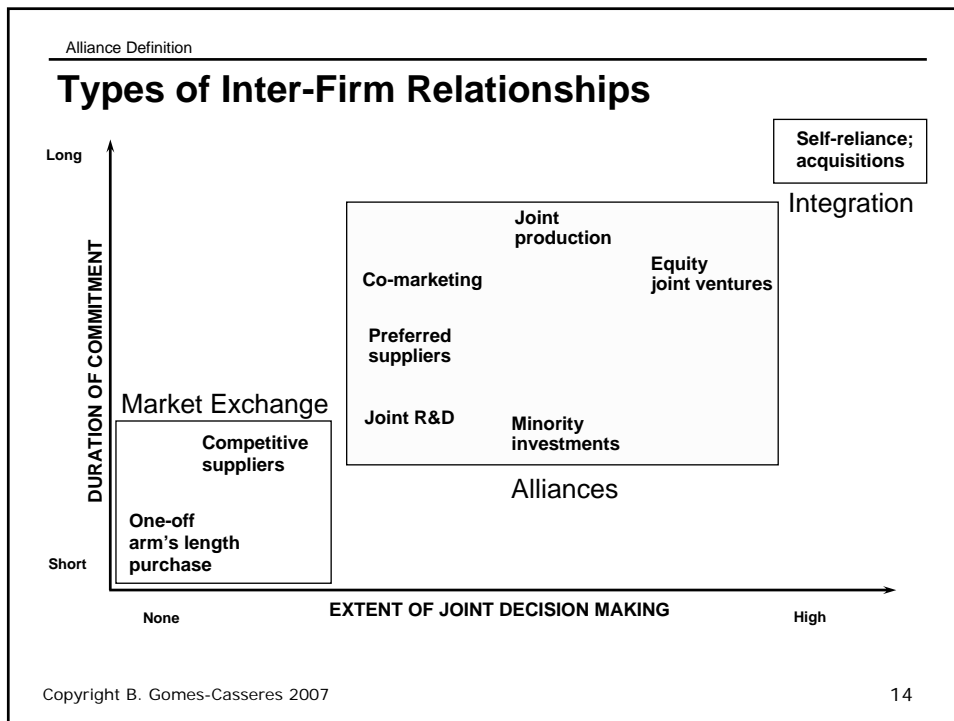 Alliance Definition
Types of Inter-Firm Relationships
Long
Self-reliance;
acquisitions
Integration
Joint
production
Equity
joint ventures
Co-marketing
Preferred
suppliers
Joint R&D
Minority
investments
Alliances
DURATION OF COMMITMENT
Market Exchange
Competitive
suppliers
One-off
arm's length
purchase
Short
None
EXTENT OF JOINT DECISION MAKING
High
Copyright B. Gomes-Casseres 2007
14